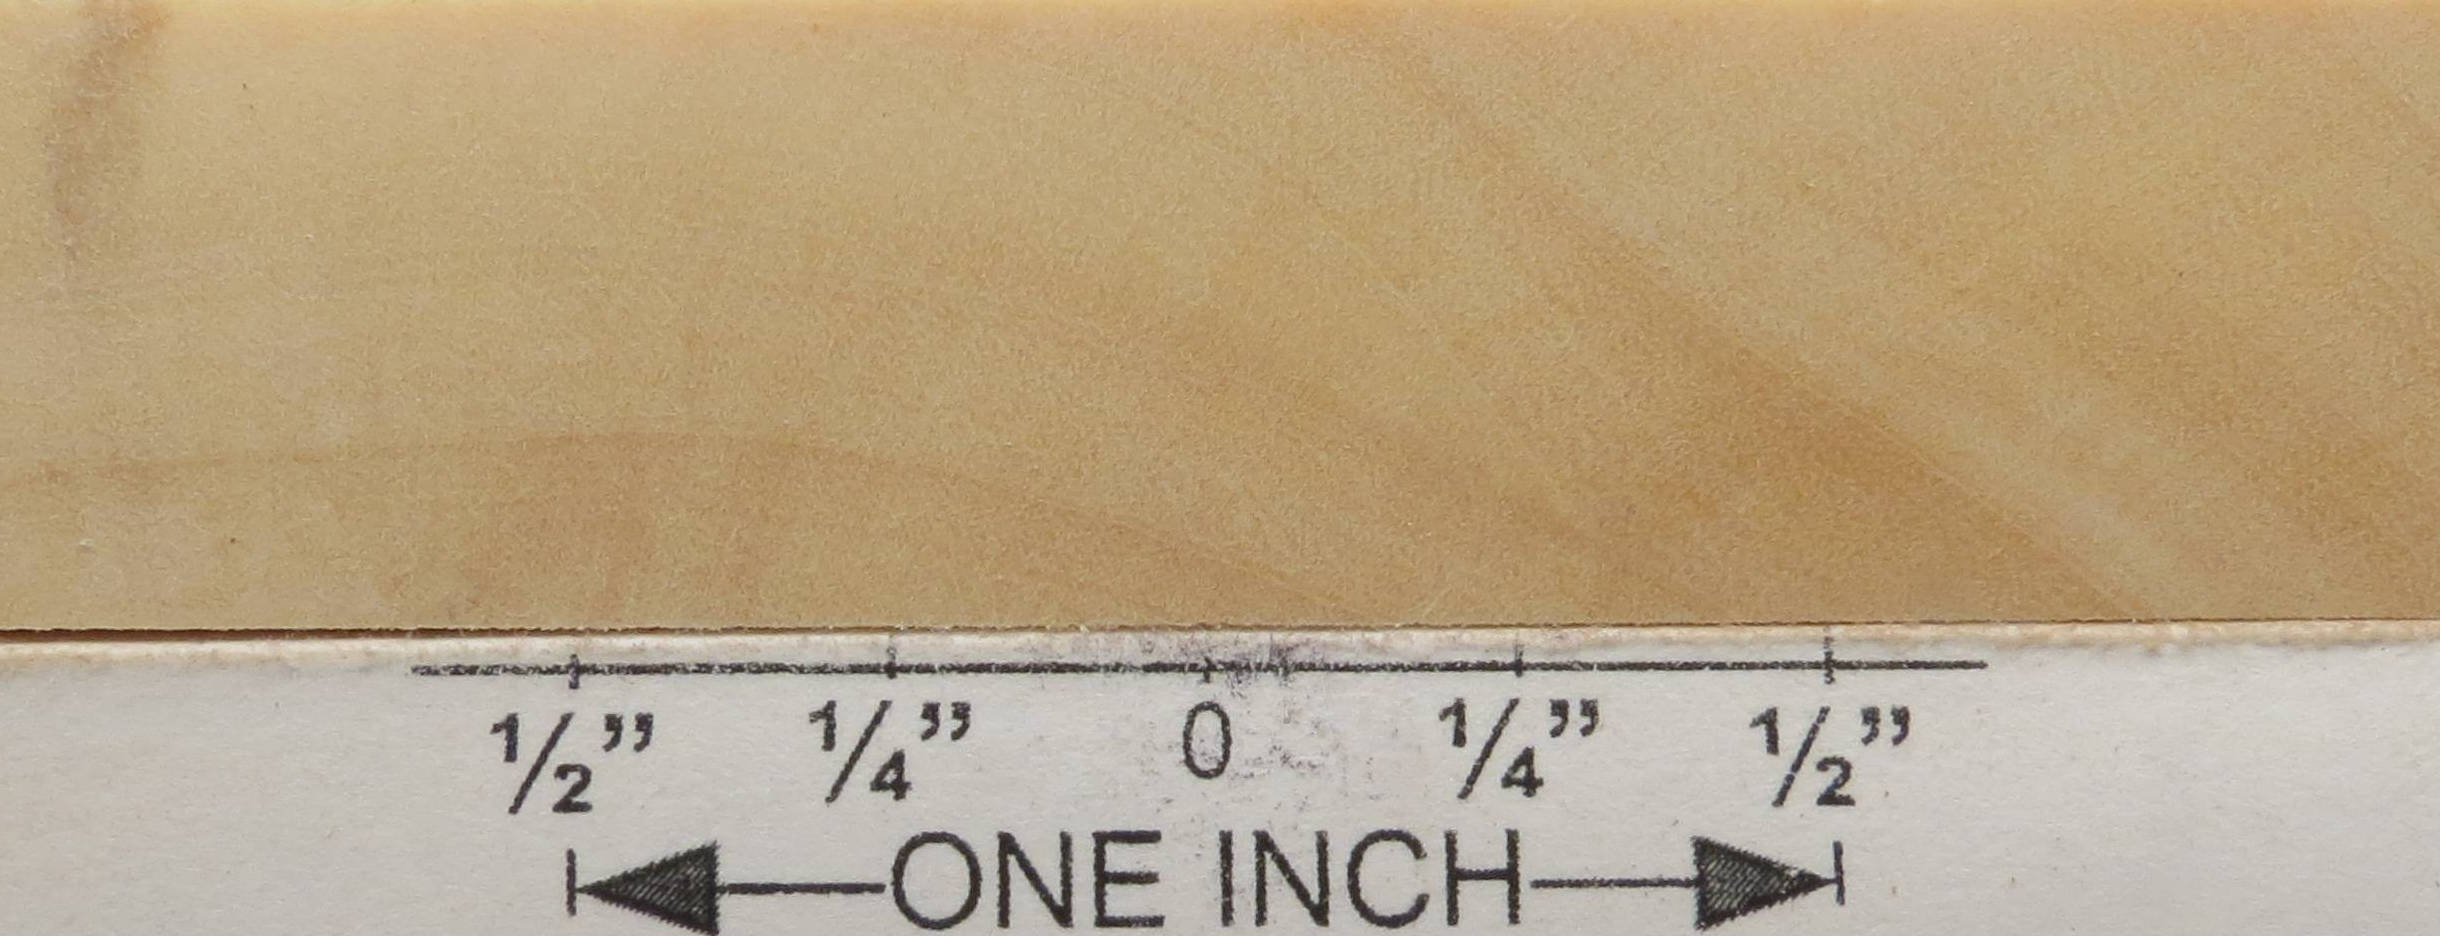 1/2” 1/4” 0 1/4” 1/2”
ONE INCH